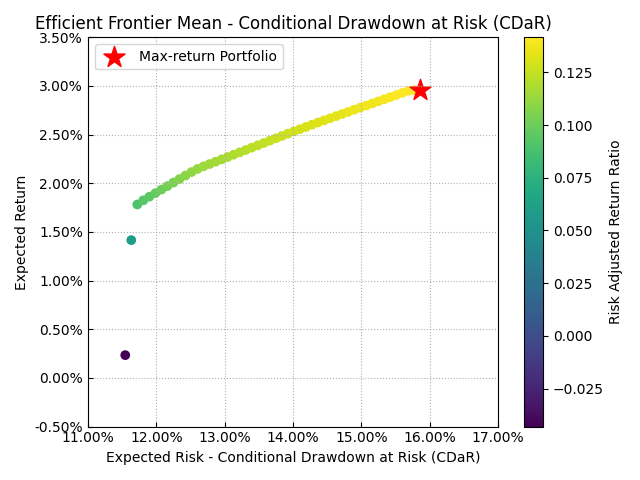 Efficient Frontier Mean - Conditional Drawdown at Risk (CDaR)
Max-return Portfolio
Expected Return
3.50%
3.00%
2.50%
2.00%
1.50%
1.00%
0.50%
0.00%
-0.50%
11.00% 12.00% 13.00% 14.00% 15.00% 16.00% 17.00%
Expected Risk - Conditional Drawdown at Risk (CDaR)
0.125
0.100
0.075
0.050
0.025
0.000
−0.025
Risk Adjusted Return Ratio